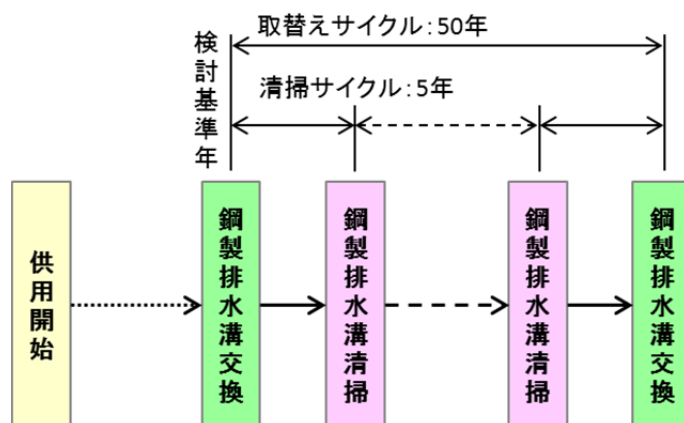 取替えサイクル:50年
検討基準年
清掃サイクル:5年
供用開始
鋼製排水溝交換
鋼製排水溝清掃
鋼製排水溝清掃
鋼製排水溝交換